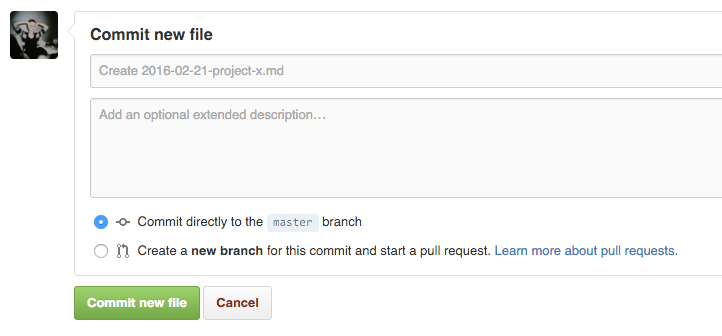 Commit new file
Create 2016-02-21-project-x.md
Add an optional extended description…
Commit directly to the master branch
Create a new branch for this commit and start a pull request. Learn more about pull requests.
Commit new file Cancel